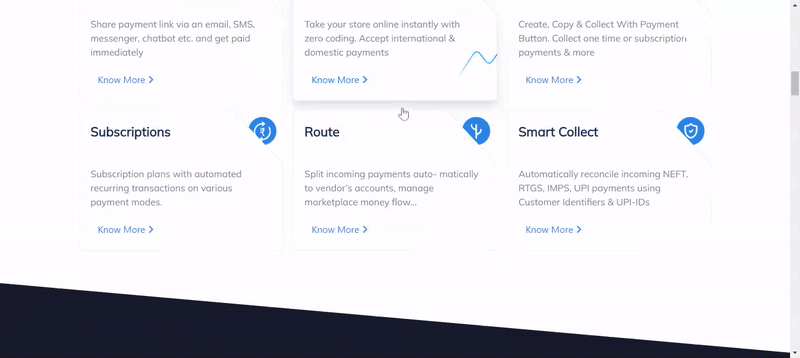 Share payment link via an email, SMS,
messenger, chatbot etc. and get paid
immediately
Know More
Take your store online instantly with
zero coding. Accept international &
domestic payments
Know More
Create, Copy & Collect With Payment
Button. Collect one time or subscription
payments & more
Know More
Subscriptions
Subscription plans with automated
recurring transactions on various
payment modes.
Know More
Route
Split incoming payments auto- matically
to vendor's accounts, manage
marketplace money flow...
Know More
Smart Collect
Automatically reconcile incoming NEFT,
RTGS, IMPS, UPI payments using
Customer Identifiers & UPI-IDs
Know More